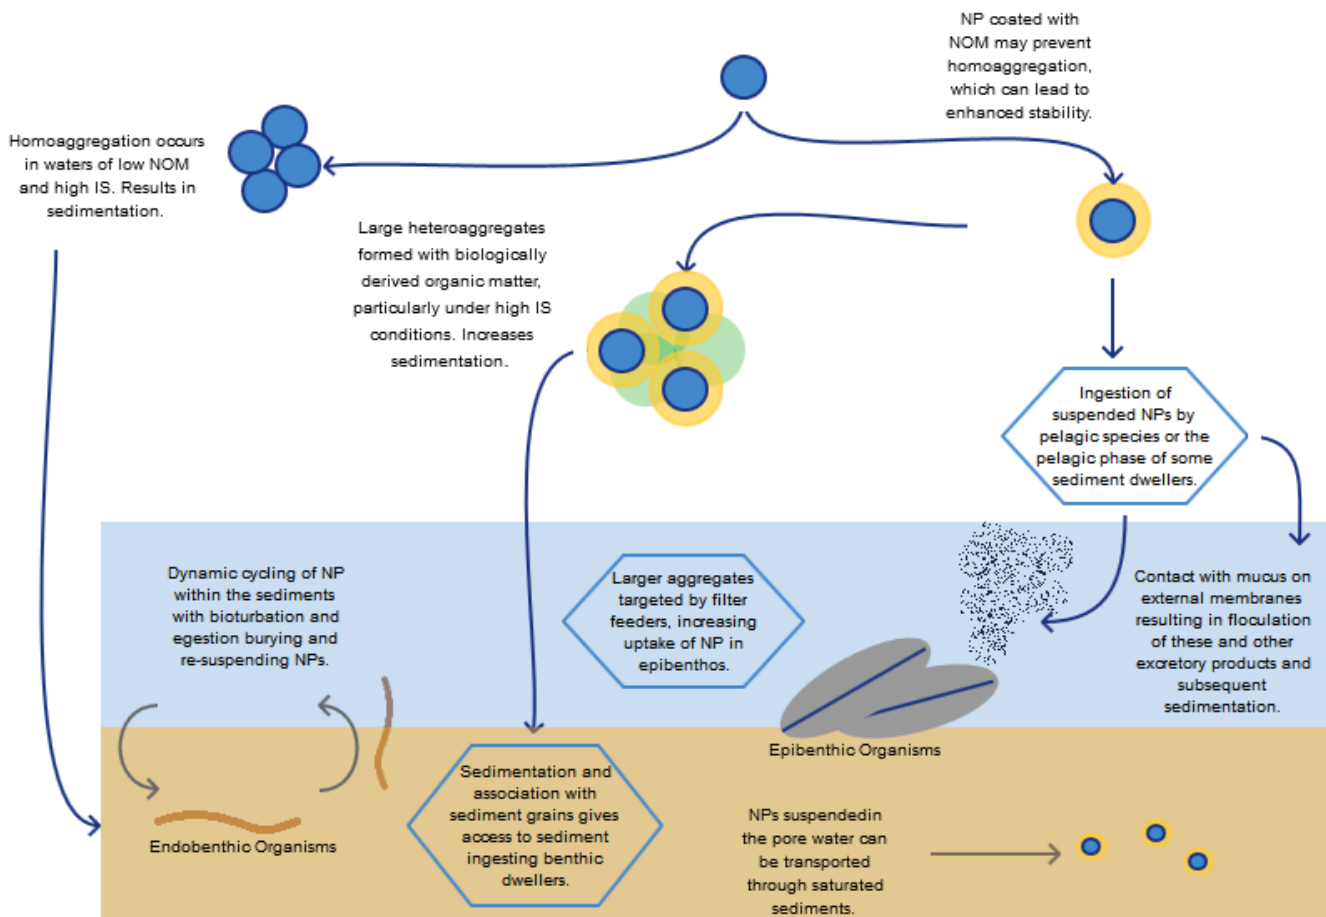 NP coated with
NOM may prevent
homoaggregation,
which can lead to
enhanced stability.
Homoaggregation occurs
in waters of low NOM
and high IS. Results in
sedimentation.
Large heteroaggregates
formed with biologically
derived organic matter,
particularly under high IS
conditions. Increases
sedimentation.
Ingestion of
suspended NPs by
pelagic species or the
pelagic phase of some
sediment dwellers.
Dynamic cycling of NP
within the sediments
with bioturbation and
egestion burying and
re-suspending NPs.
Larger aggregates
targeted by filter
feeders, increasing
uptake of NP in
epibenthos.
Contact with mucus on
external membranes
resulting in floculation
of these and other
excretory products and
subsequent
sedimentation.
Epibenthic Organisms
Sedimentation and
association with
sediment grains gives
access to sediment
ingesting benthic
dwellers.
Endobenthic Organisms
NPs suspendedin
the pore water can
be transported
through saturated
sediments.